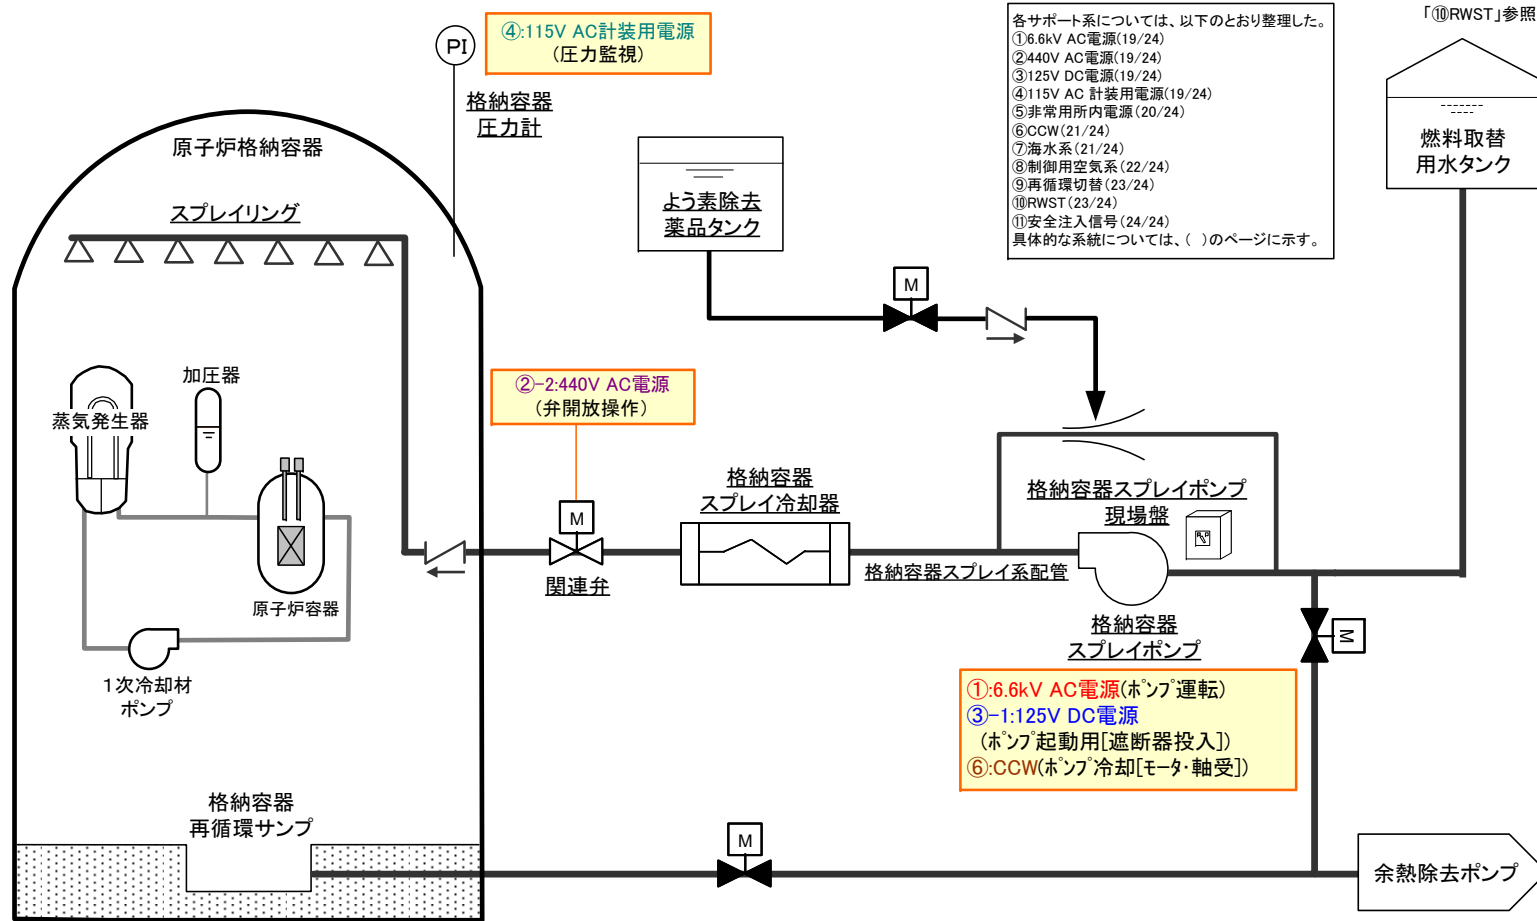 ④:115V AC計装用電源
(圧力監視)
PI
格納容器
圧力計
各サポート系については、以下のとおり整理した。
①6.6kV AC電源(19/24)
②440V AC電源(19/24)
③125V DC電源(19/24)
④115V AC 計装用電源(19/24)
⑤非常用所内電源(20/24)
⑥CCW(21/24)
⑦海水系(21/24)
⑧制御用空気系(22/24)
⑨再循環切替(23/24)
⑩RWST(23/24)
⑪安全注入信号(24/24)
具体的な系統については、( )のページに示す。
「⑩RWST」参照
燃料取替
用水タンク
原子炉格納容器
スプレイリング
よう素除去
薬品タンク
M
②-2:440V AC電源
(弁開放操作)
加圧器
蒸気発生器
原子炉容器
1次冷却材
ポンプ
M
関連弁
格納容器
スプレイ冷却器
格納容器スプレイ系配管
格納容器スプレイポンプ
現場盤
格納容器
スプレイポンプ
M
①:6.6kV AC電源(ポンプ運転)
③-1:125V DC電源
(ポンプ起動用[遮断器投入])
⑥:CCW(ポンプ冷却[モータ・軸受])
格納容器
再循環サンプ
M
余熱除去ポンプ